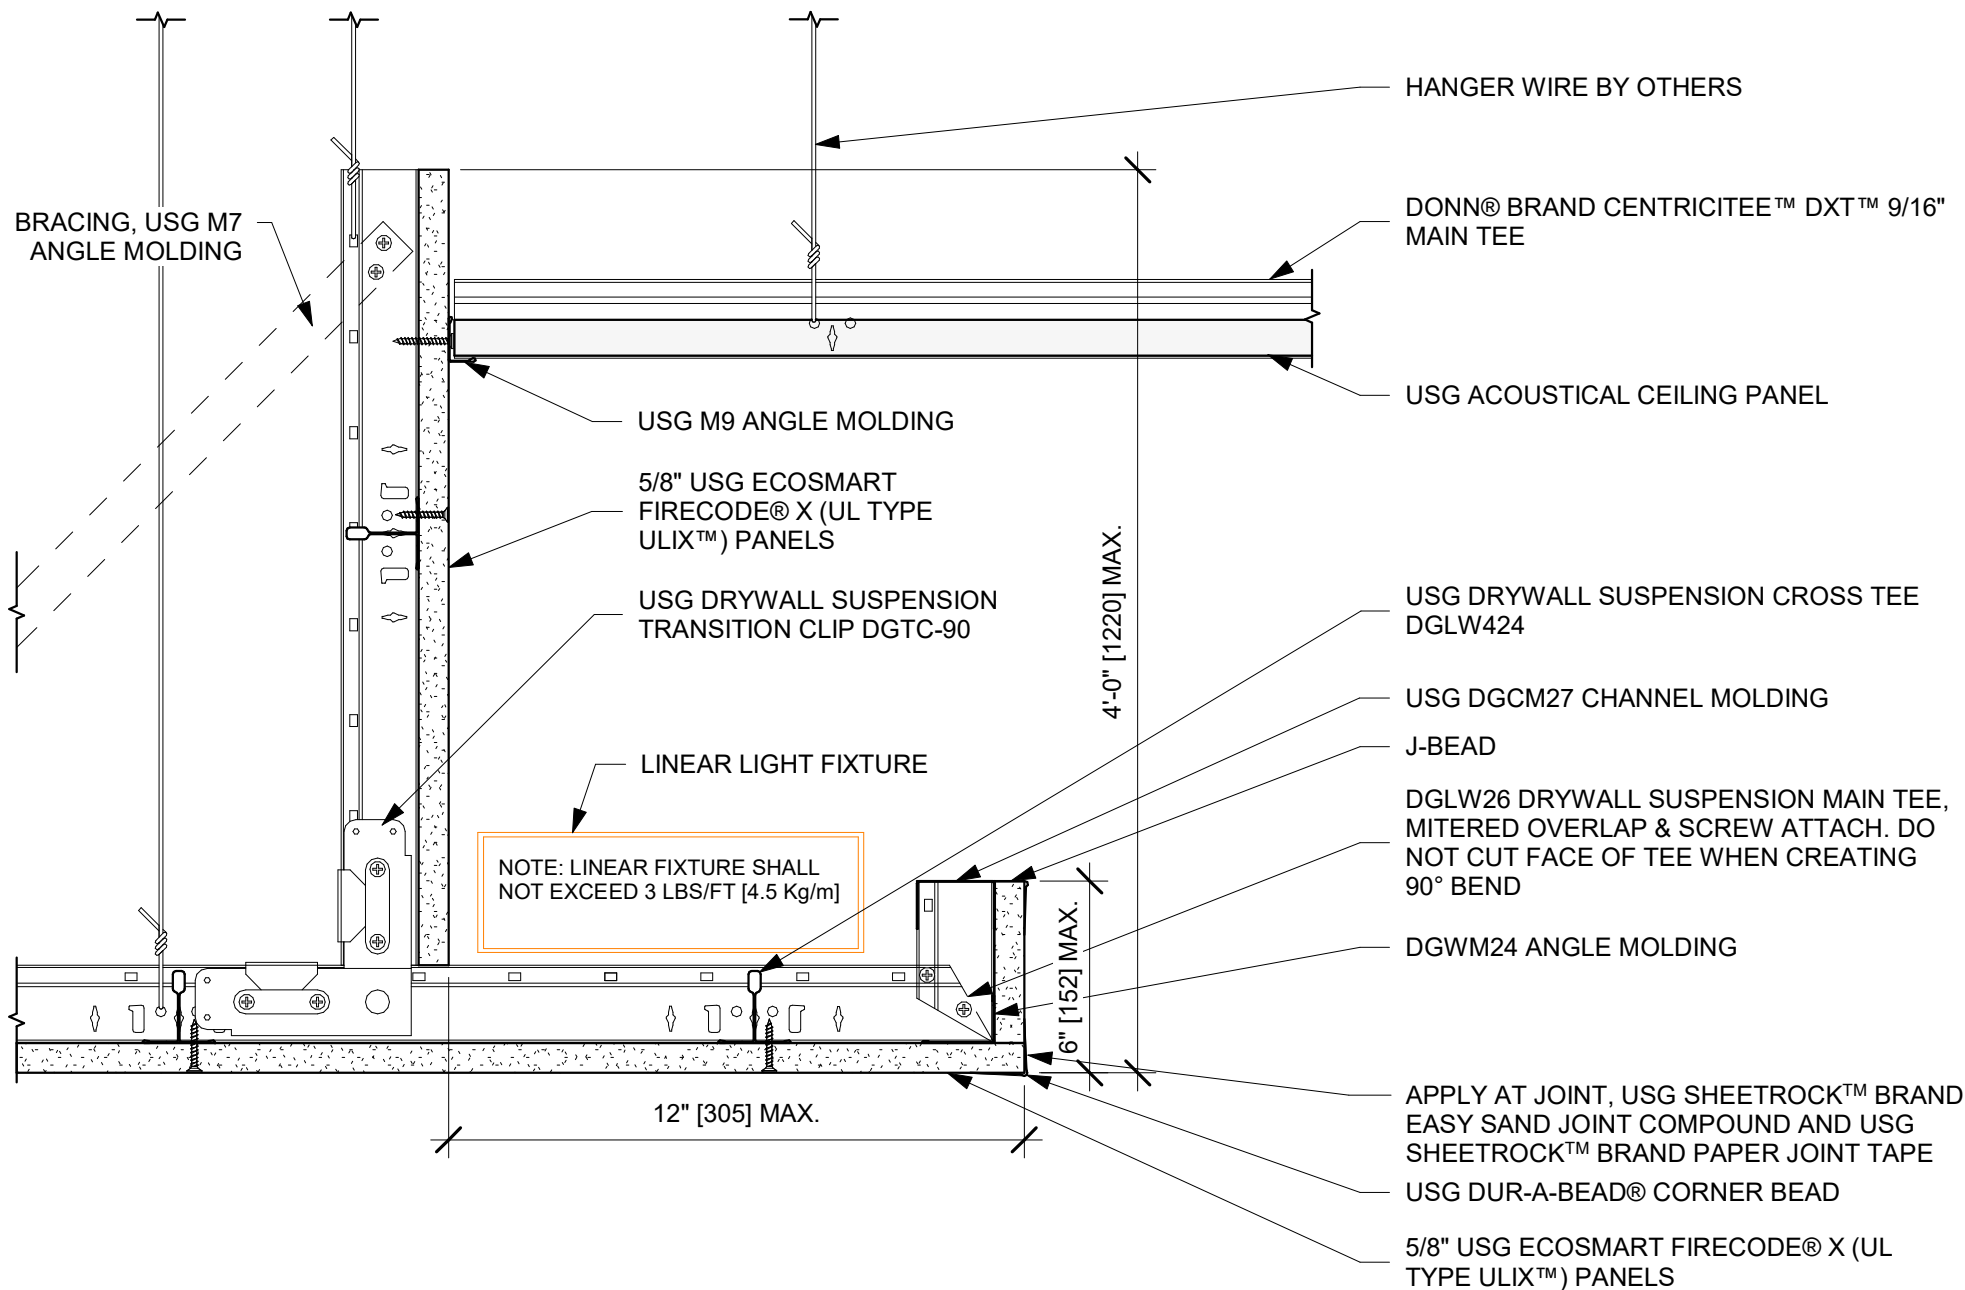 HANGER WIRE BY OTHERS
DONN® BRAND CENTRICITEE™ DXT™ 9/16"
MAIN TEE
BRACING, USG M7
ANGLE MOLDING
USG ACOUSTICAL CEILING PANEL
USG M9 ANGLE MOLDING
5/8" USG ECOSMART
FIRECODE® X (UL TYPE
ULIX™) PANELS
USG DRYWALL SUSPENSION
TRANSITION CLIP DGTC-90
4'-0" [1220] MAX.
USG DRYWALL SUSPENSION CROSS TEE
DGLW424
USG DGCM27 CHANNEL MOLDING
J-BEAD
LINEAR LIGHT FIXTURE
NOTE: LINEAR FIXTURE SHALL
NOT EXCEED 3 LBS/FT [4.5 Kg/m]
DGLW26 DRYWALL SUSPENSION MAIN TEE,
MITERED OVERLAP & SCREW ATTACH. DO
NOT CUT FACE OF TEE WHEN CREATING
90° BEND
6" [152] MAX.
DGWM24 ANGLE MOLDING
12" [305] MAX.
APPLY AT JOINT, USG SHEETROCK™ BRAND
EASY SAND JOINT COMPOUND AND USG
SHEETROCK™ BRAND PAPER JOINT TAPE
USG DUR-A-BEAD® CORNER BEAD
5/8" USG ECOSMART FIRECODE® X (UL
TYPE ULIX™) PANELS